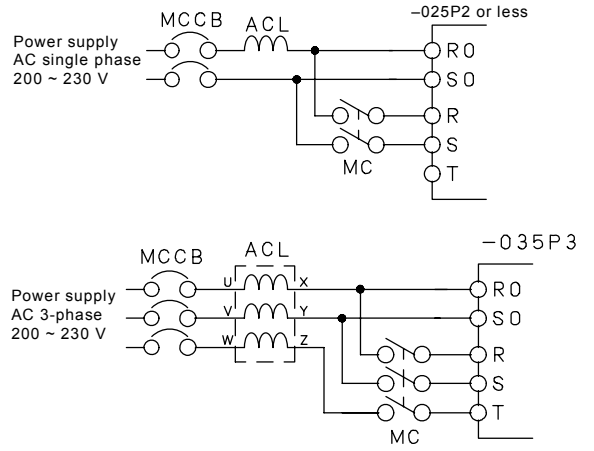 -025P2 or less
MCCB
ACL
Power supply
AC single phase
200 ~ 230 V
R0
S0
R
S
T
MC
-035P3
MCCB
ACL
Power supply
AC 3-phase
200 ~ 230 V
U
X
V
Y
W
Z
R0
S0
R
S
T
MC